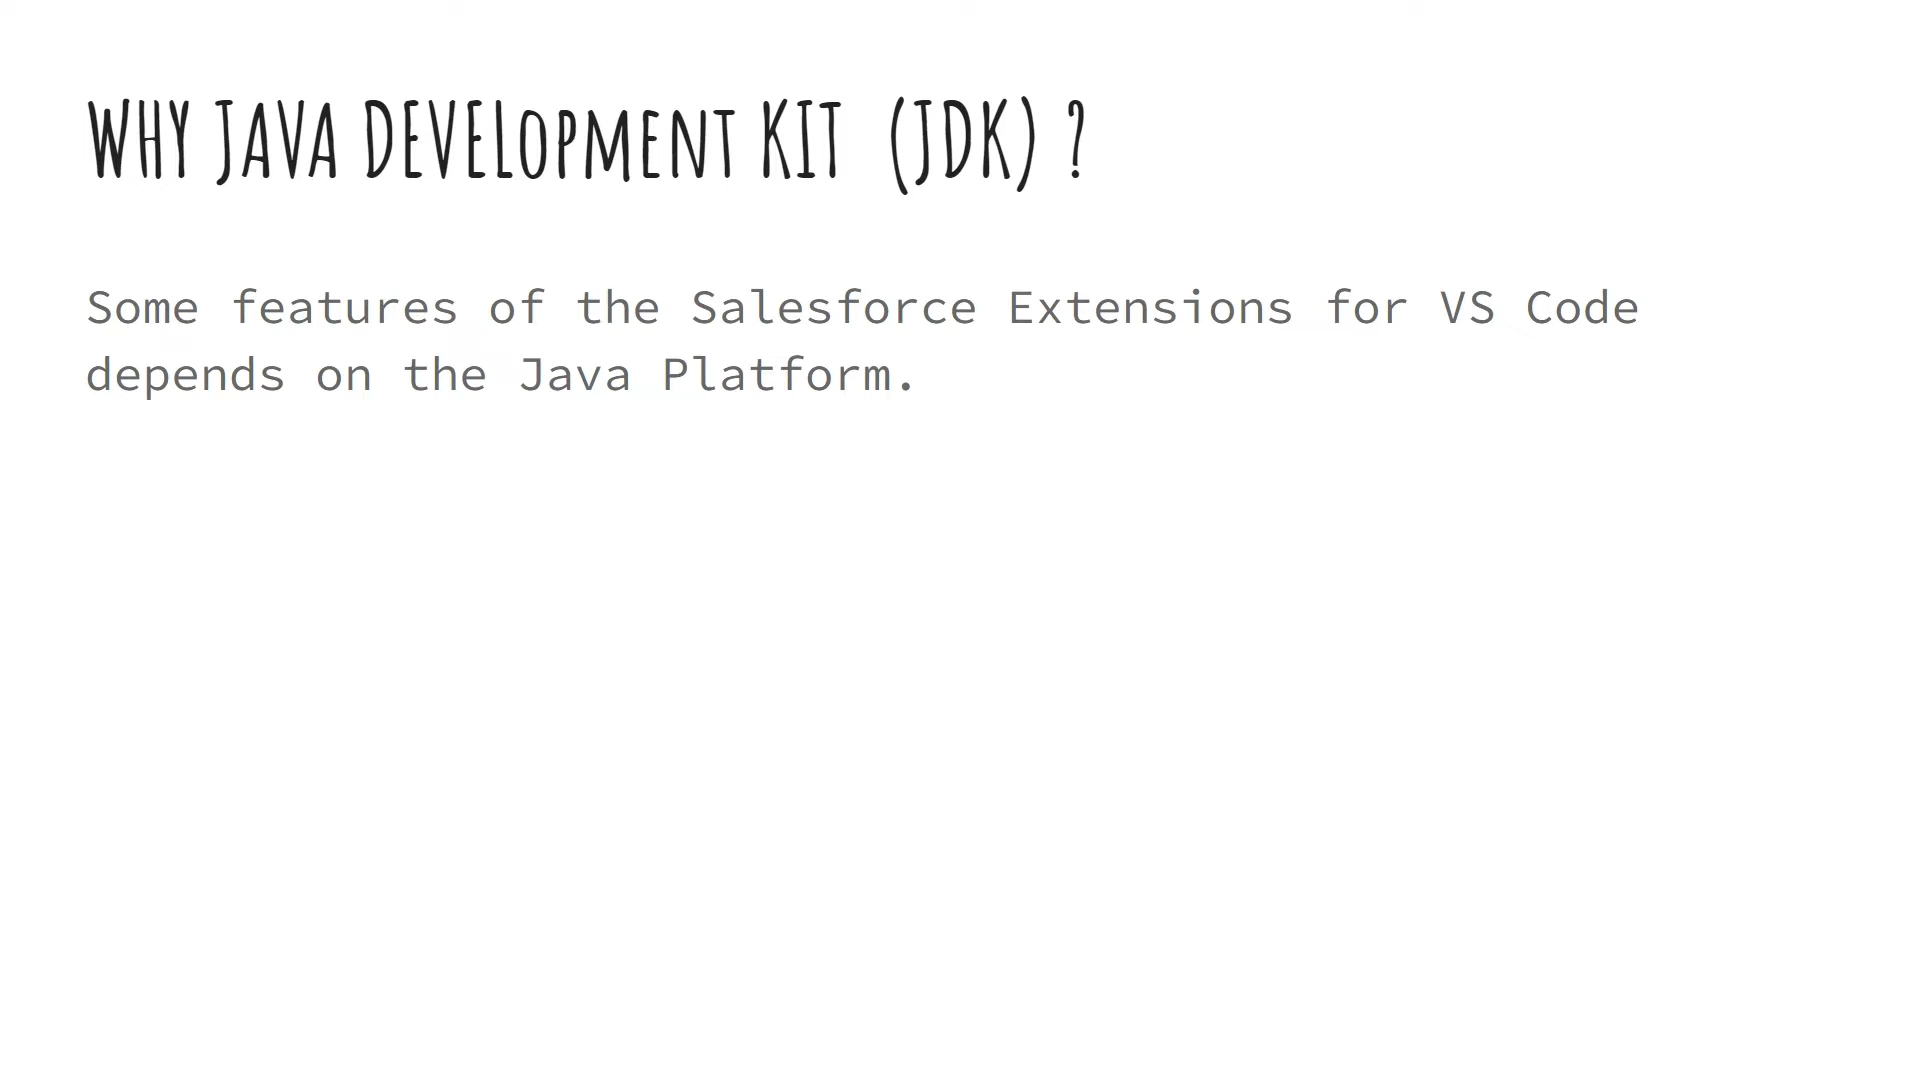 WHY JAVA DEVELOPMENT KIT (JDK) ?
Some features of the Salesforce Extensions for VS Code
depends on the Java Platform.